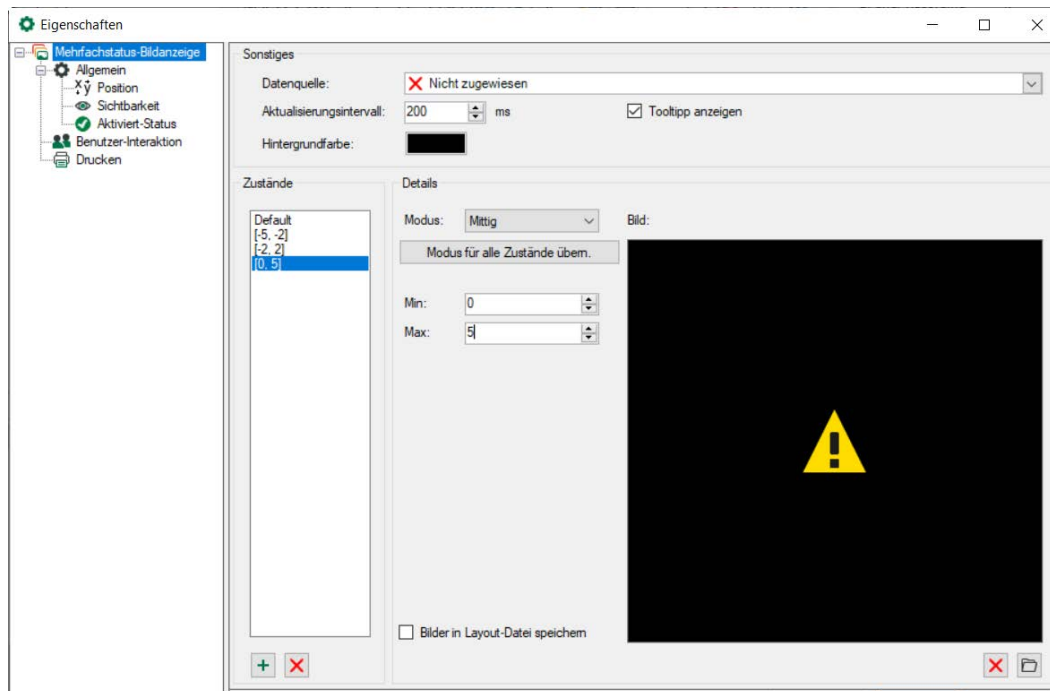 Eigenschaften
Mehrfachstatus-Bildanzeige
Allgemein
Position
Sichtbarkeit
Aktiviert-Status
Benutzer-Interaktion
Drucken
Sonstiges
Datenquelle: Nicht zugewiesen
Aktualisierungsintervall: 200 ms Tooltipp anzeigen
Hintergrundfarbe:
Zustände
Default
[-5, -2]
[-2, 2]
[0, 5]
Details
Modus: Mittig Bild:
Modus für alle Zustände übern.
Min: 0
Max: 5
Bilder in Layout-Datei speichern